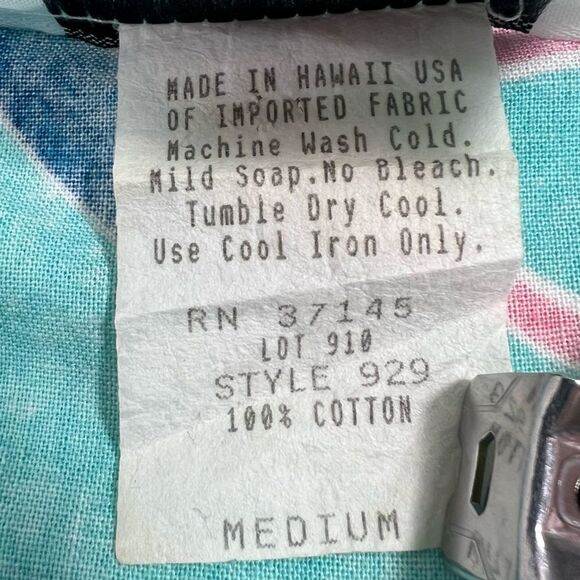 MADE IN HAWAII USA
OF IMPORTED FABRIC
Machine Wash Cold.
Mild Soap.No Bleach.
Tumble Dry Cool.
Use Cool Iron Only.
RN 37145
LOT 910
STYLE 929
100% COTTON
MEDIUM